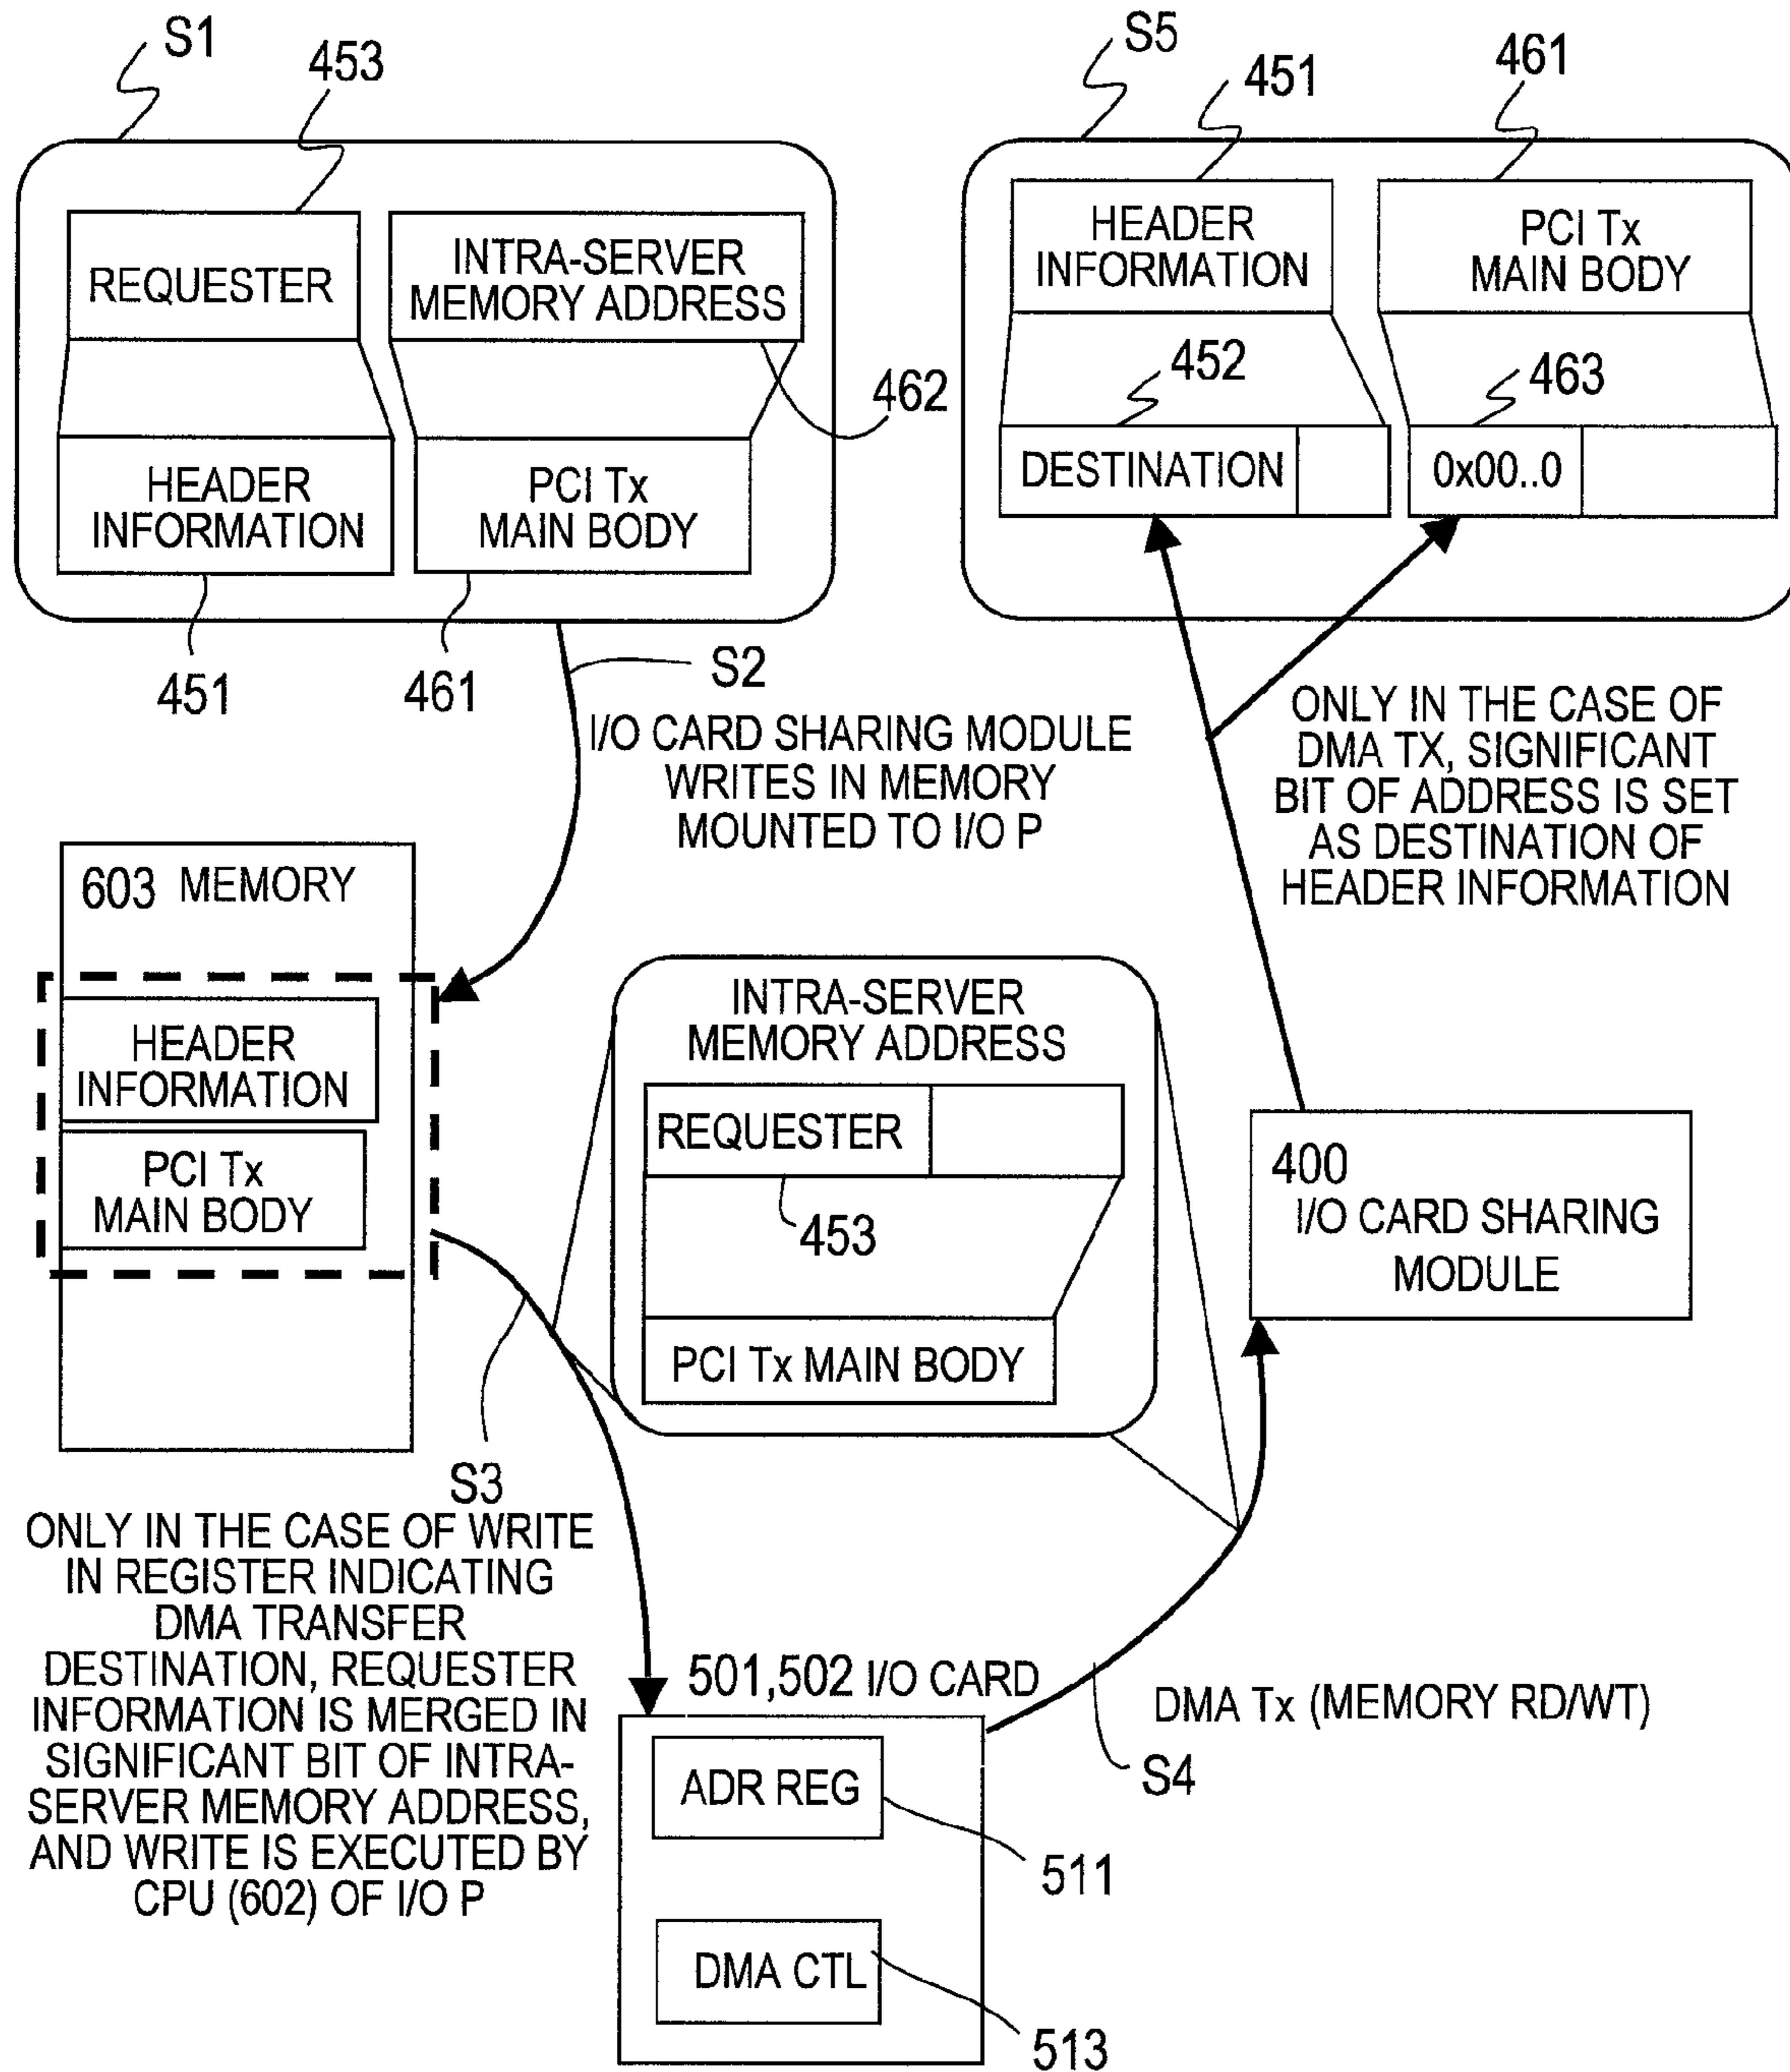 S1
453
REQUESTER
INTRA-SERVER
MEMORY ADDRESS
462
HEADER
INFORMATION
PCI Tx
MAIN BODY
451
461
S5
451
461
HEADER
INFORMATION
PCI Tx
MAIN BODY
452
463
DESTINATION
0x00..0
S2
I/O CARD SHARING MODULE
WRITES IN MEMORY
MOUNTED TO I/O P
ONLY IN THE CASE OF
DMA TX, SIGNIFICANT
BIT OF ADDRESS IS SET
AS DESTINATION OF
HEADER INFORMATION
603 MEMORY
HEADER
INFORMATION
PCI Tx
MAIN BODY
INTRA-SERVER
MEMORY ADDRESS
REQUESTER
453
PCI Tx MAIN BODY
400
I/O CARD SHARING
MODULE
S3
ONLY IN THE CASE OF WRITE
IN REGISTER INDICATING
DMA TRANSFER
DESTINATION, REQUESTER
INFORMATION IS MERGED IN
SIGNIFICANT BIT OF INTRA-
SERVER MEMORY ADDRESS,
AND WRITE IS EXECUTED BY
CPU (602) OF I/O P
501,502 I/O CARD
ADR REG
511
DMA CTL
513
DMA Tx (MEMORY RD/WT)
S4